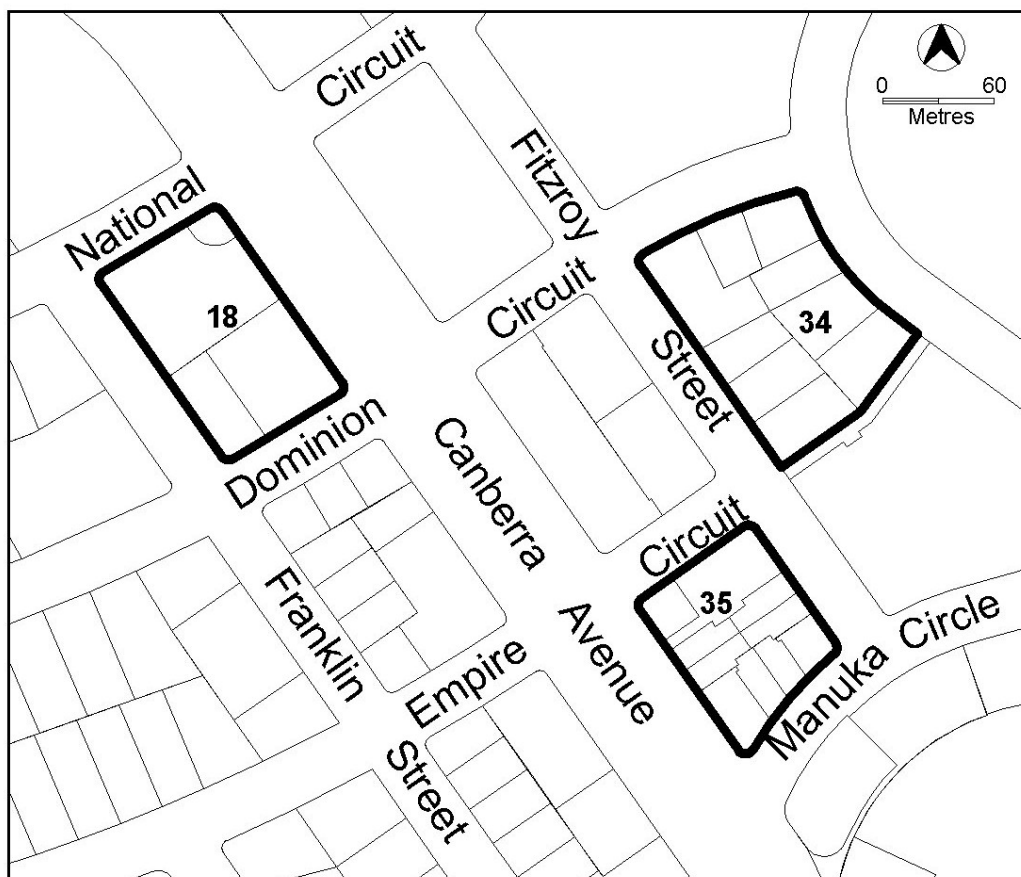 Circuit
0 60
Metres
Fitzroy
National
Circuit
18
34
Street
Dominion
Canberra
Circuit
35
Franklin
Avenue
Circle
Empire
Manuka
Street